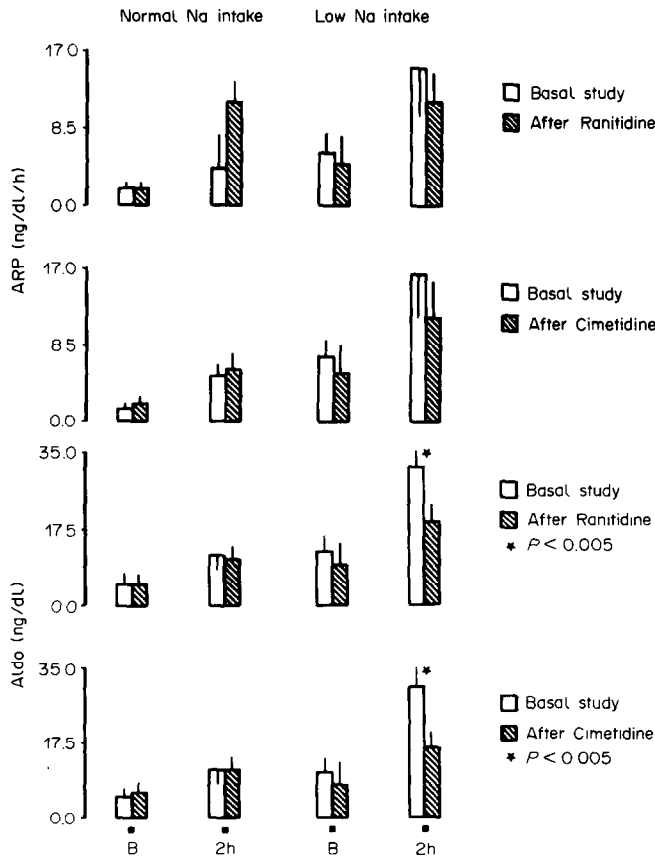 Normal Na intake
Low Na intake
ARP (ng/dl/h)
17.0
8.5
0.0
Basal study
After Ranitidine
17.0
8.5
0.0
Basal study
After Cimetidine
Aldo (ng/dl)
35.0
17.5
0.0
★
Basal study
After Ranitidine
★ P < 0.005
35.0
17.5
0.0
★
Basal study
After Cimetidine
★ P < 0.005
B
2h
B
2h